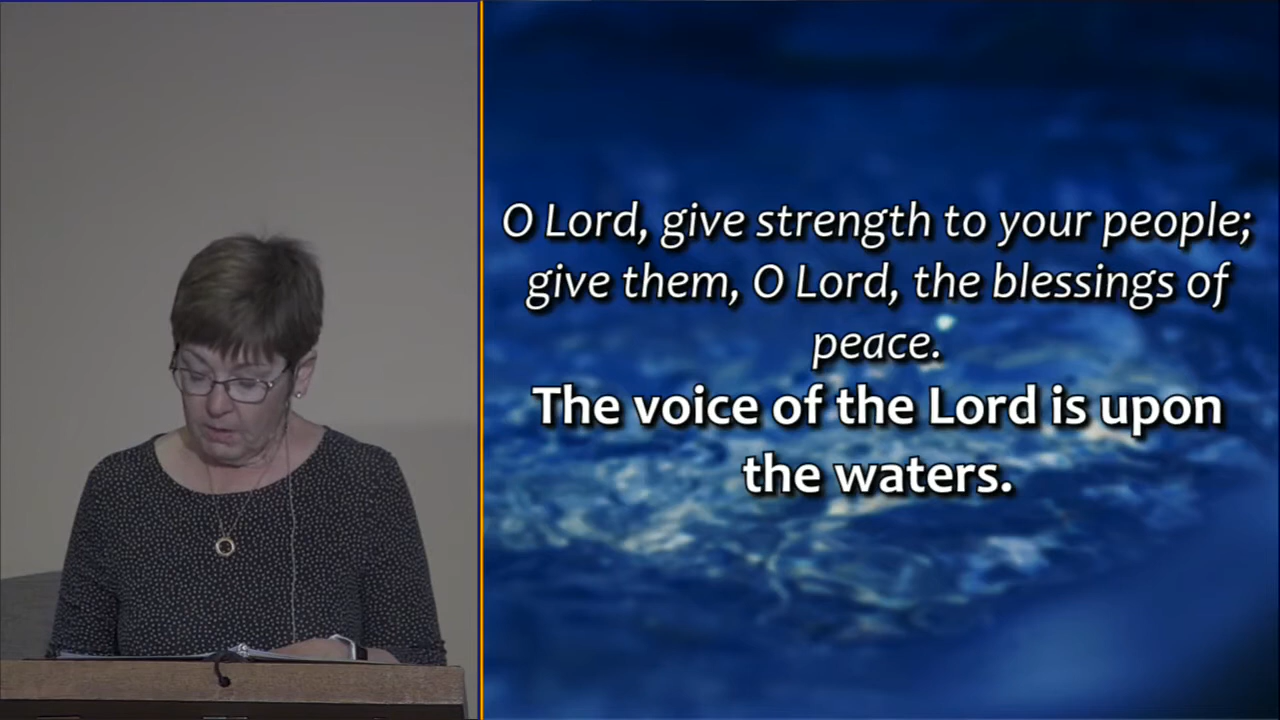 O Lord, give strength to your people;
give them, O Lord, the blessings of
peace.
The voice of the Lord is upon
the waters.